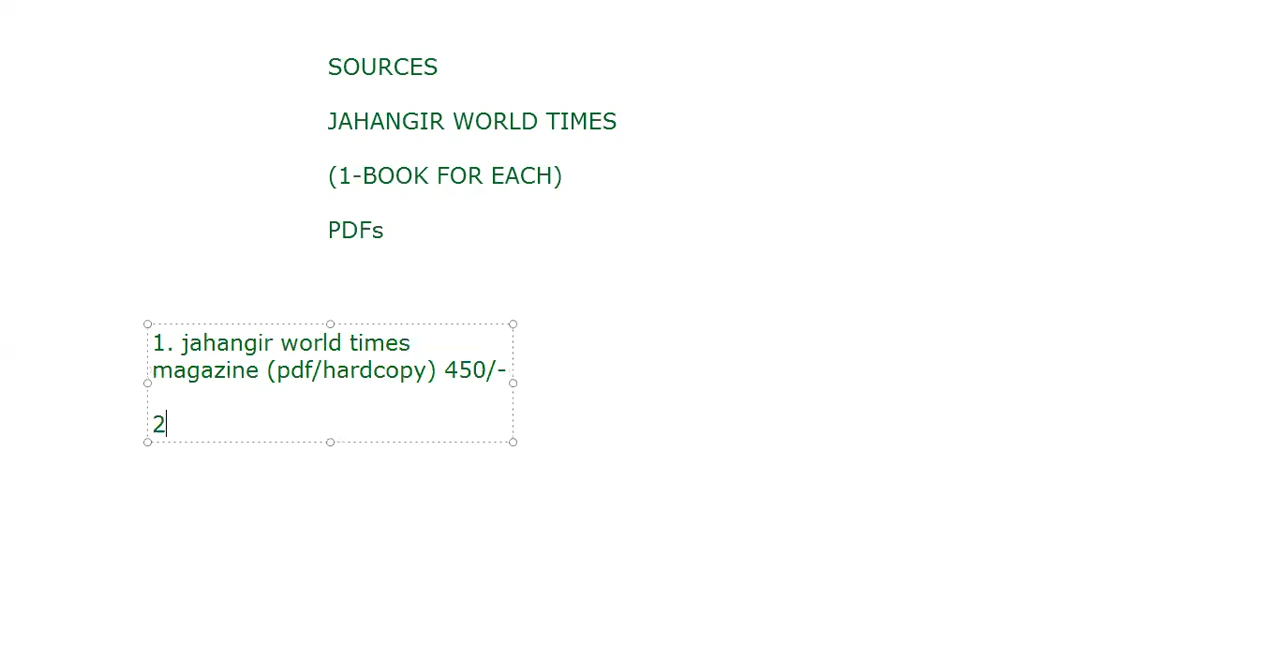 SOURCES
JAHANGIR WORLD TIMES
(1-BOOK FOR EACH)
PDFs
1. jahangir world times
magazine (pdf/hardcopy) 450/-
2